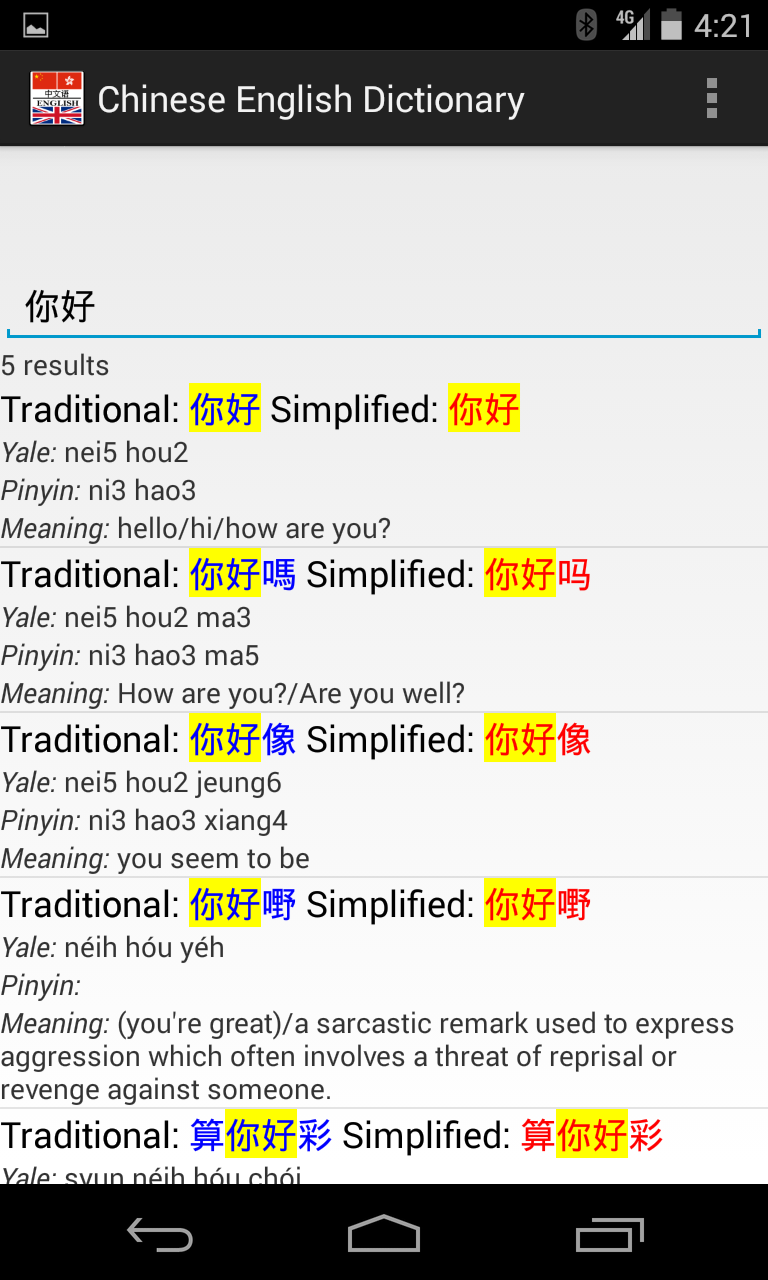 4G 4:21
中文语
ENGLISH
Chinese English Dictionary
你好
5 results
Traditional: 你好 Simplified: 你好
Yale: nei5 hou2
Pinyin: ni3 hao3
Meaning: hello/hi/how are you?
Traditional: 你好嗎 Simplified: 你好吗
Yale: nei5 hou2 ma3
Pinyin: ni3 hao3 ma5
Meaning: How are you?/Are you well?
Traditional: 你好像 Simplified: 你好像
Yale: nei5 hou2 jeung6
Pinyin: ni3 hao3 xiang4
Meaning: you seem to be
Traditional: 你好嘢 Simplified: 你好嘢
Yale: néih hóu yéh
Pinyin:
Meaning: (you're great)/a sarcastic remark used to express
aggression which often involves a threat of reprisal or
revenge against someone.
Traditional: 算你好彩 Simplified: 算你好彩
Yale: syun néih hóu chói